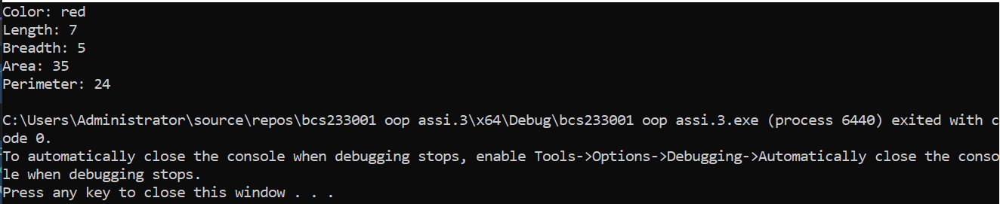 Color: red
Length: 7
Breadth: 5
Area: 35
Perimeter: 24

C:\Users\Administrator\source\repos\bcs233001 oop assi.3\x64\Debug\bcs233001 oop assi.3.exe (process 6440) exited with c
ode 0.
To automatically close the console when debugging stops, enable Tools->Options->Debugging->Automatically close the conso
le when debugging stops.
Press any key to close this window . . .